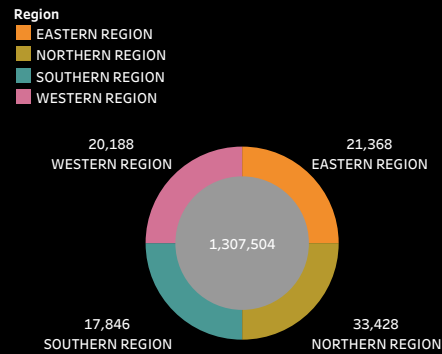 Region
EASTERN REGION
NORTHERN REGION
SOUTHERN REGION
WESTERN REGION
20,188
WESTERN REGION
21,368
EASTERN REGION
1,307,504
17,846
SOUTHERN REGION
33,428
NORTHERN REGION